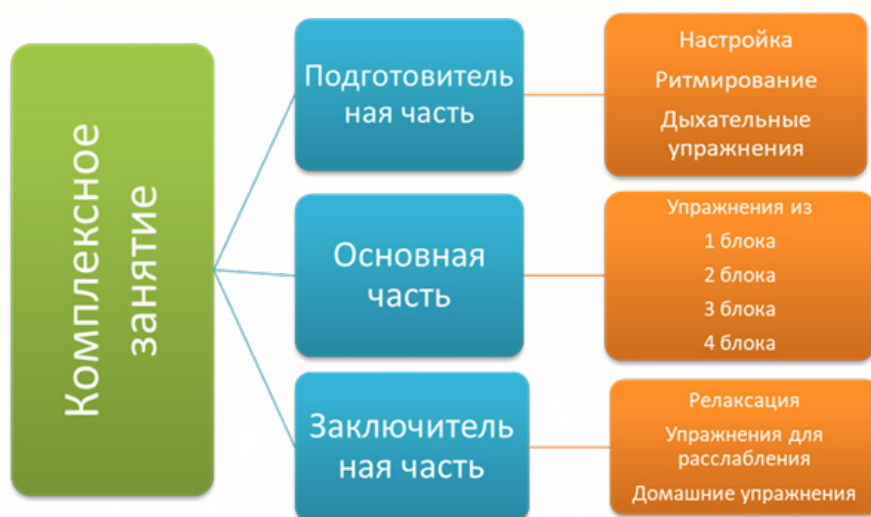 Комплексное
занятие
Подготовитель
ная часть
Настройка
Ритмирование
Дыхательные
упражнения
Основная
часть
Упражнения из
1 блока
2 блока
3 блока
4 блока
Заключитель
ная часть
Релаксация
Упражнения для
расслабления
Домашние упражнения